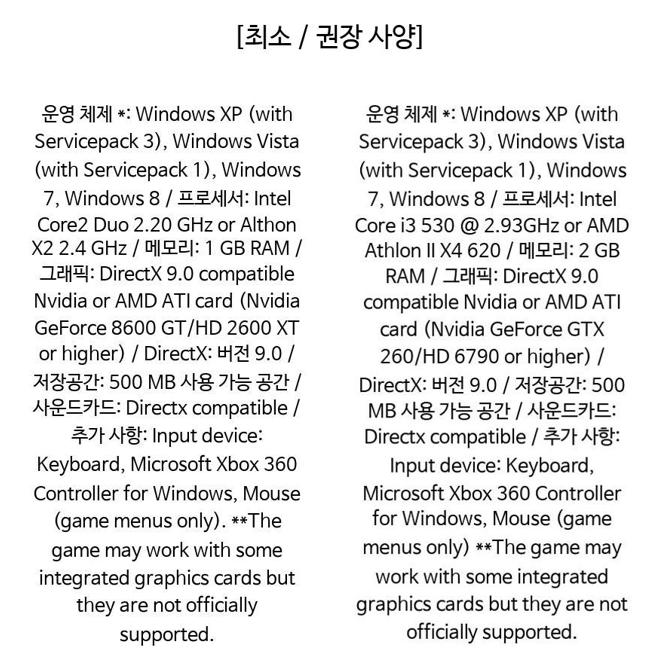 [최소 / 권장 사양]
운영 체제 *: Windows XP (with
Servicepack 3), Windows Vista
(with Servicepack 1), Windows
7, Windows 8 / 프로세서: Intel
Core2 Duo 2.20 GHz or Althon
X2 2.4 GHz / 메모리: 1 GB RAM /
그래픽: DirectX 9.0 compatible
Nvidia or AMD ATI card (Nvidia
GeForce 8600 GT/HD 2600 XT
or higher) / DirectX: 버전 9.0 /
저장공간: 500 MB 사용 가능 공간 /
사운드카드: Directx compatible /
추가 사항: Input device:
Keyboard, Microsoft Xbox 360
Controller for Windows, Mouse
(game menus only). **The
game may work with some
integrated graphics cards but
they are not officially
supported.
운영 체제 *: Windows XP (with
Servicepack 3), Windows Vista
(with Servicepack 1), Windows
7, Windows 8 / 프로세서: Intel
Core i3 530 @ 2.93GHz or AMD
Athlon II X4 620 / 메모리: 2 GB
RAM / 그래픽: DirectX 9.0
compatible Nvidia or AMD ATI
card (Nvidia GeForce GTX
260/HD 6790 or higher) /
DirectX: 버전 9.0 / 저장공간: 500
MB 사용 가능 공간 / 사운드카드:
Directx compatible / 추가 사항:
Input device: Keyboard,
Microsoft Xbox 360 Controller
for Windows, Mouse (game
menus only) **The game may
work with some integrated
graphics cards but they are not
officially supported.